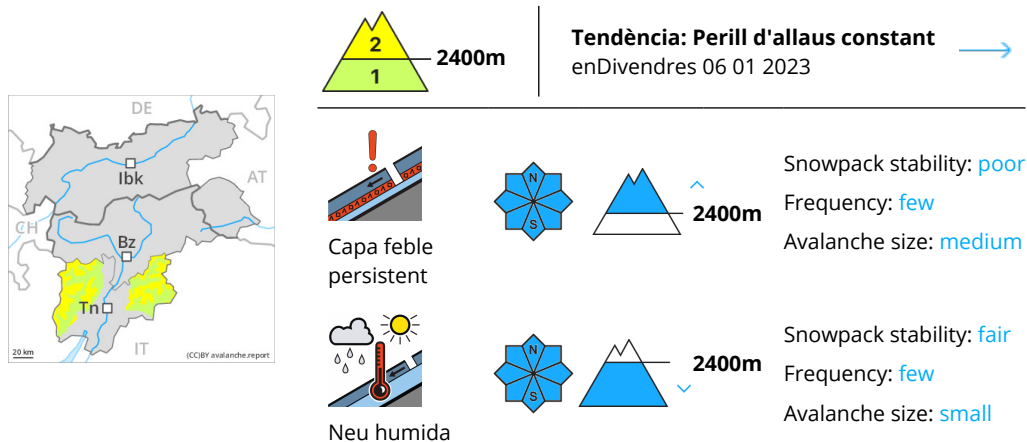 2
1
2400m
Tendència: Perill d'allaus constant
enDivendres 06 01 2023
DE
AT
CH
IT
Ibk
Bz
Tn
20 km
(CC)BY avalanche.report
Capa feble
persistent
N
S
2400m
Snowpack stability: poor
Frequency: few
Avalanche size: medium
Neu humida
N
S
2400m
Snowpack stability: fair
Frequency: few
Avalanche size: small